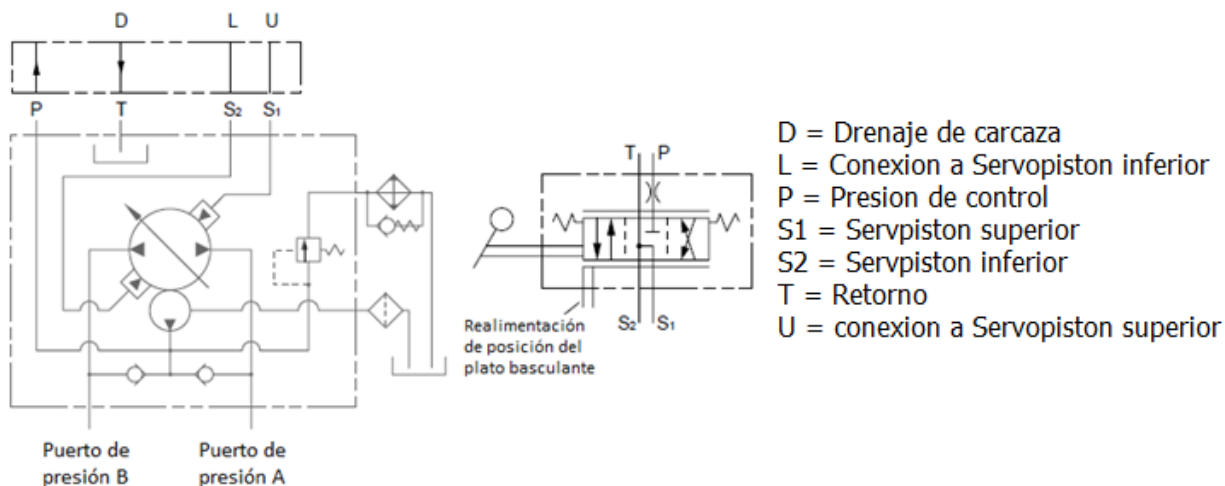 D L U
P T S2 S1
Puerto de
presión B
Puerto de
presión A
T P
Realimentación
de posición del
plato basculante
S2 S1
D = Drenaje de carcaza
L = Conexion a Servopiston inferior
P = Presion de control
S1 = Servpiston superior
S2 = Servpiston inferior
T = Retorno
U = conexion a Servopiston superior